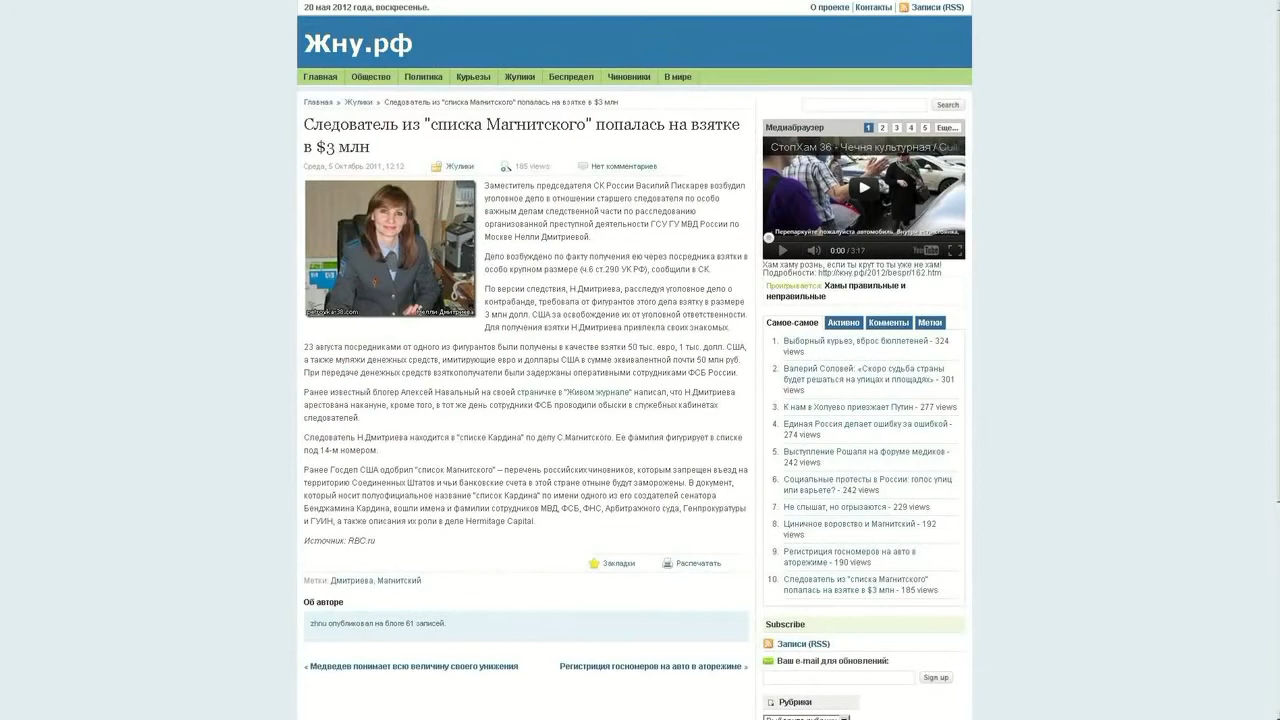 20 мая 2012 года, воскресенье.
О проекте Контакты Записи (RSS)
Жну.рф
Главная Общество Политика Курьезы Жулики Беспредел Чиновники В мире
Главная » Жулики » Следователь из "списка Магнитского" попалась на взятке в $3 млн
Следователь из "списка Магнитского" попалась на взятке
в $3 млн
Среда, 5 Октябрь 2011, 12:12 Жулики 185 views Нет комментариев
petrovka-38.com Нелли Дмитриева
Заместитель председателя СК России Василий Пискарев возбудил
уголовное дело в отношении старшего следователя по особо
важным делам следственной части по расследованию
организованной преступной деятельности ГСУ ГУ МВД России по
Москве Нелли Дмитриевой.
Дело возбуждено по факту получения ею через посредника взятки в
особо крупном размере (ч.6 ст.290 УК РФ), сообщили в СК.
По версии следствия, Н.Дмитриева, расследуя уголовное дело о
контрабанде, требовала от фигурантов этого дела взятку в размере
3 млн долл. США за освобождение их от уголовной ответственности.
Для получения взятки Н.Дмитриева привлекла своих знакомых.
23 августа посредниками от одного из фигурантов были получены в качестве взятки 50 тыс. евро, 1 тыс. долл. США,
а также муляжи денежных средств, имитирующие евро и доллары США в сумме эквивалентной почти 50 млн руб.
При передаче денежных средств взяткополучатели были задержаны оперативными сотрудниками ФСБ России.
Ранее известный блогер Алексей Навальный на своей страничке в "Живом журнале" написал, что Н.Дмитриева
арестована накануне, кроме того, в тот же день сотрудники ФСБ проводили обыски в служебных кабинетах
следователей.
Следователь Н.Дмитриева находится в "списке Кардина" по делу С.Магнитского. Ее фамилия фигурирует в списке
под 14-м номером.
Ранее Госдеп США одобрил "список Магнитского" – перечень российских чиновников, которым запрещен въезд на
территорию Соединенных Штатов и чьи банковские счета в этой стране отныне будут заморожены. В документ,
который носит полуофициальное название "список Кардина" по имени одного из его создателей сенатора
Бенджамина Кардина, вошли имена и фамилии сотрудников МВД, ФСБ, ФНС, Арбитражного суда, Генпрокуратуры
и ГУИН, а также описания их роли в деле Hermitage Capital.
Источник: RBC.ru
Закладки Распечатать
Метки: Дмитриева, Магнитский
Об авторе
zhnu опубликовал на блоге 61 записей.
« Медведев понимает всю величину своего унижения
Регистриция госномеров на авто в аторежиме »
Search
Медиабраузер 1 2 3 4 5 Еще...
СтопХам 36 - Чечня культурная / Cult
Перепаркуйте пожалуйста автомобиль.
0:00 / 3:17 YouTube
Хам хаму рознь, если ты крут то ты уже не хам!
Подробности: http://жну.рф/2012/bespr/162.htm
Проигрывается: Хамы правильные и
неправильные
Самое-самое Активно Комменты Метки
1. Выборный курьез, вброс бюллетеней - 324
views
2. Валерий Соловей: «Скоро судьба страны
будет решаться на улицах и площадях» - 301
views
3. К нам в Холуево приезжает Путин - 277 views
4. Единая Россия делает ошибку за ошибкой -
274 views
5. Выступление Рошаля на форуме медиков -
242 views
6. Социальные протесты в России: голос улиц
или варьете? - 242 views
7. Не слышат, но огрызаются - 229 views
8. Циничное воровство и Магнитский - 192
views
9. Регистриция госномеров на авто в
аторежиме - 190 views
10. Следователь из "списка Магнитского"
попалась на взятке в $3 млн - 185 views
Subscribe
Записи (RSS)
Ваш e-mail для обновлений:
Sign up
Рубрики